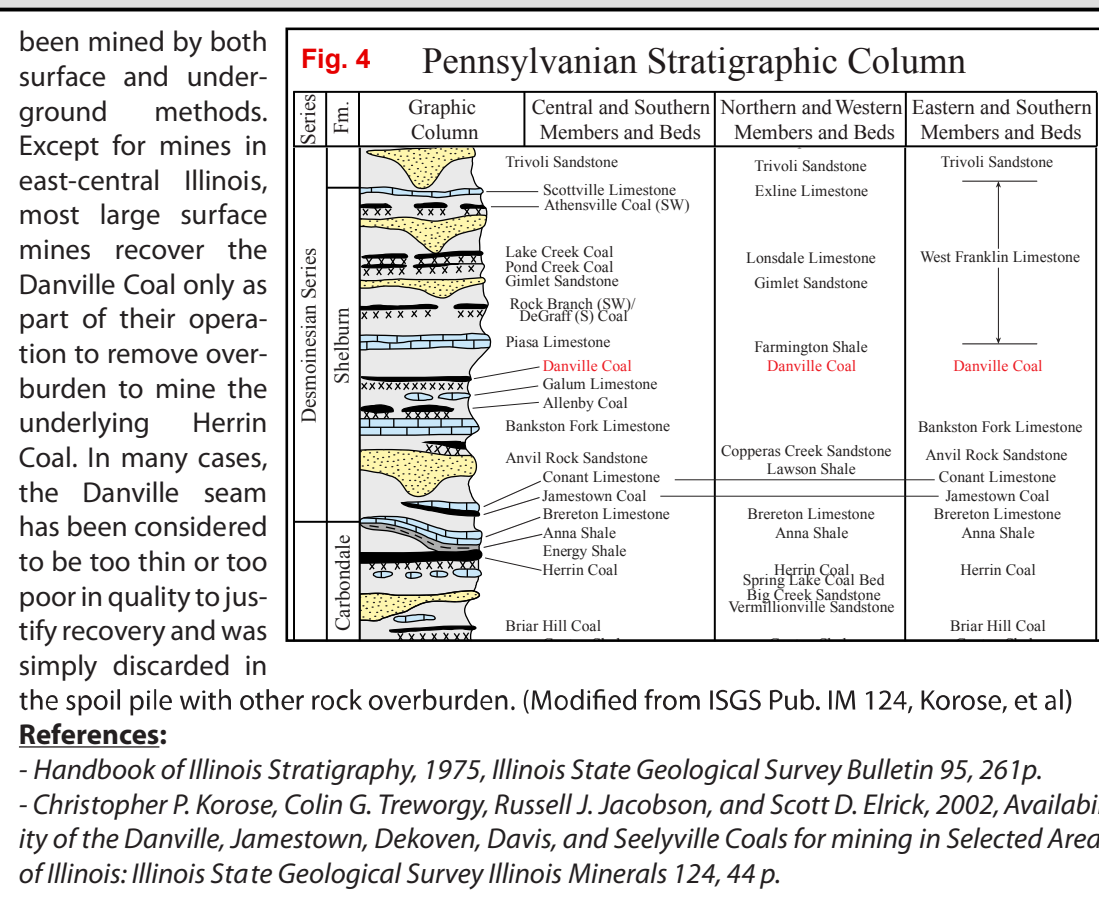 been mined by both
surface and under-
ground methods.
Except for mines in
east-central Illinois,
most large surface
mines recover the
Danville Coal only as
part of their opera-
tion to remove over-
burden to mine the
underlying Herrin
Coal. In many cases,
the Danville seam
has been considered
to be too thin or too
poor in quality to jus-
tify recovery and was
simply discarded in
the spoil pile with other rock overburden. (Modified from ISGS Pub. IM 124, Korose, et al)
References:
- Handbook of Illinois Stratigraphy, 1975, Illinois State Geological Survey Bulletin 95, 261p.
- Christopher P. Korose, Colin G. Treworgy, Russell J. Jacobson, and Scott D. Elrick, 2002, Availabil
ity of the Danville, Jamestown, Dekoven, Davis, and Seelyville Coals for mining in Selected Area
of Illinois: Illinois State Geological Survey Illinois Minerals 124, 44 p.
Fig. 4 Pennsylvanian Stratigraphic Column
Series
Fm.
Graphic
Column
Central and Southern
Members and Beds
Northern and Western
Members and Beds
Eastern and Southern
Members and Beds
Desmoinesian Series
Shelburn
Carbondale
Trivoli Sandstone
Scottville Limestone
Athensville Coal (SW)
Lake Creek Coal
Pond Creek Coal
Gimlet Sandstone
Rock Branch (SW)/
DeGraff (S) Coal
Piasa Limestone
Danville Coal
Galum Limestone
Allenby Coal
Bankston Fork Limestone
Anvil Rock Sandstone
Conant Limestone
Jamestown Coal
Brereton Limestone
Anna Shale
Energy Shale
Herrin Coal
Briar Hill Coal
Trivoli Sandstone
Exline Limestone
Lonsdale Limestone
Gimlet Sandstone
Farmington Shale
Danville Coal
Copperas Creek Sandstone
Lawson Shale
Brereton Limestone
Anna Shale
Herrin Coal
Spring Lake Coal Bed
Big Creek Sandstone
Vermillionville Sandstone
Trivoli Sandstone
West Franklin Limestone
Danville Coal
Bankston Fork Limestone
Anvil Rock Sandstone
Conant Limestone
Jamestown Coal
Brereton Limestone
Anna Shale
Herrin Coal
Briar Hill Coal